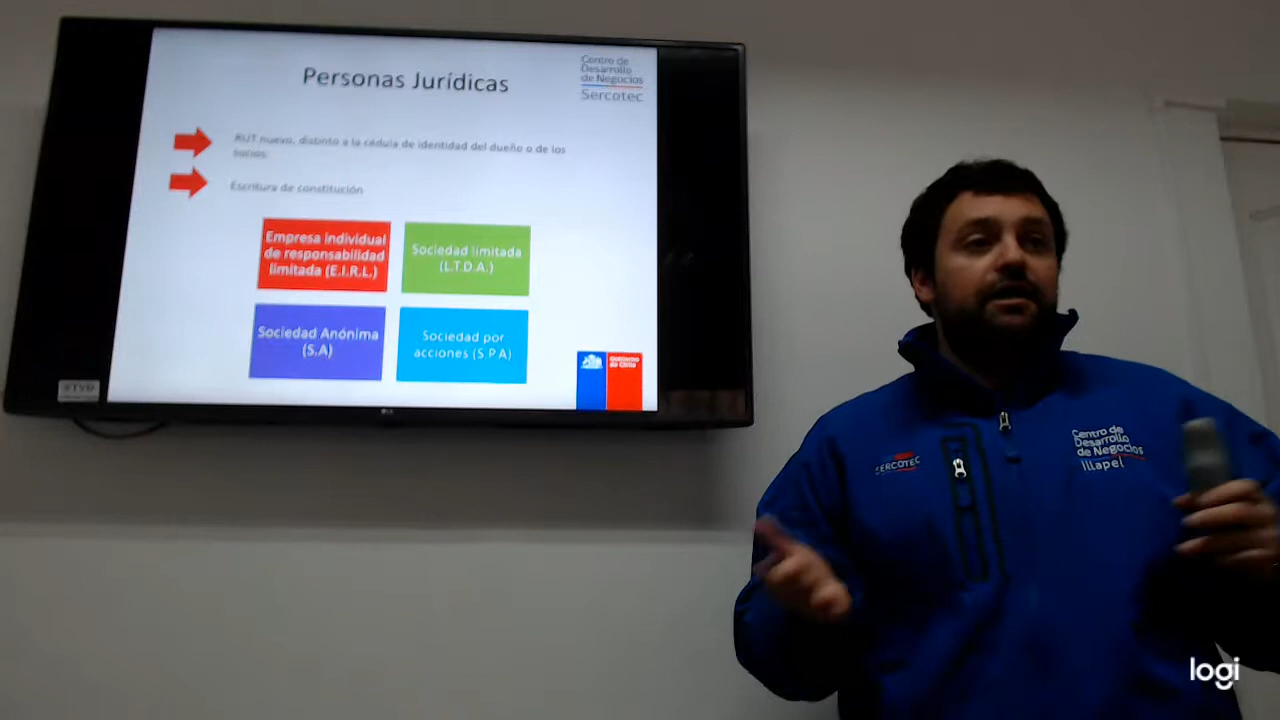 Personas Jurídicas
Centro de
Desarrollo
de Negocios
Sercotec
RUT nuevo, distinto a la cédula de identidad del dueño o de los
socios.
Escritura de constitución
Empresa individual
de responsabilidad
limitada (E.I.R.L.)
Sociedad limitada
(L.T.D.A.)
Sociedad Anónima
(S.A)
Sociedad por
acciones (S.P.A)
Gobierno
de Chile
LG
SERCOTEC
Centro de
Desarrollo
de Negocios
Illapel
logi